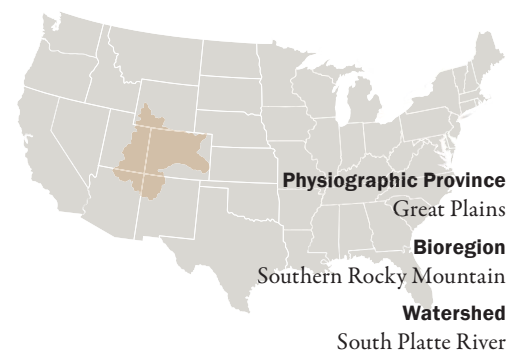 Physiographic Province
Great Plains
Bioregion
Southern Rocky Mountain
Watershed
South Platte River